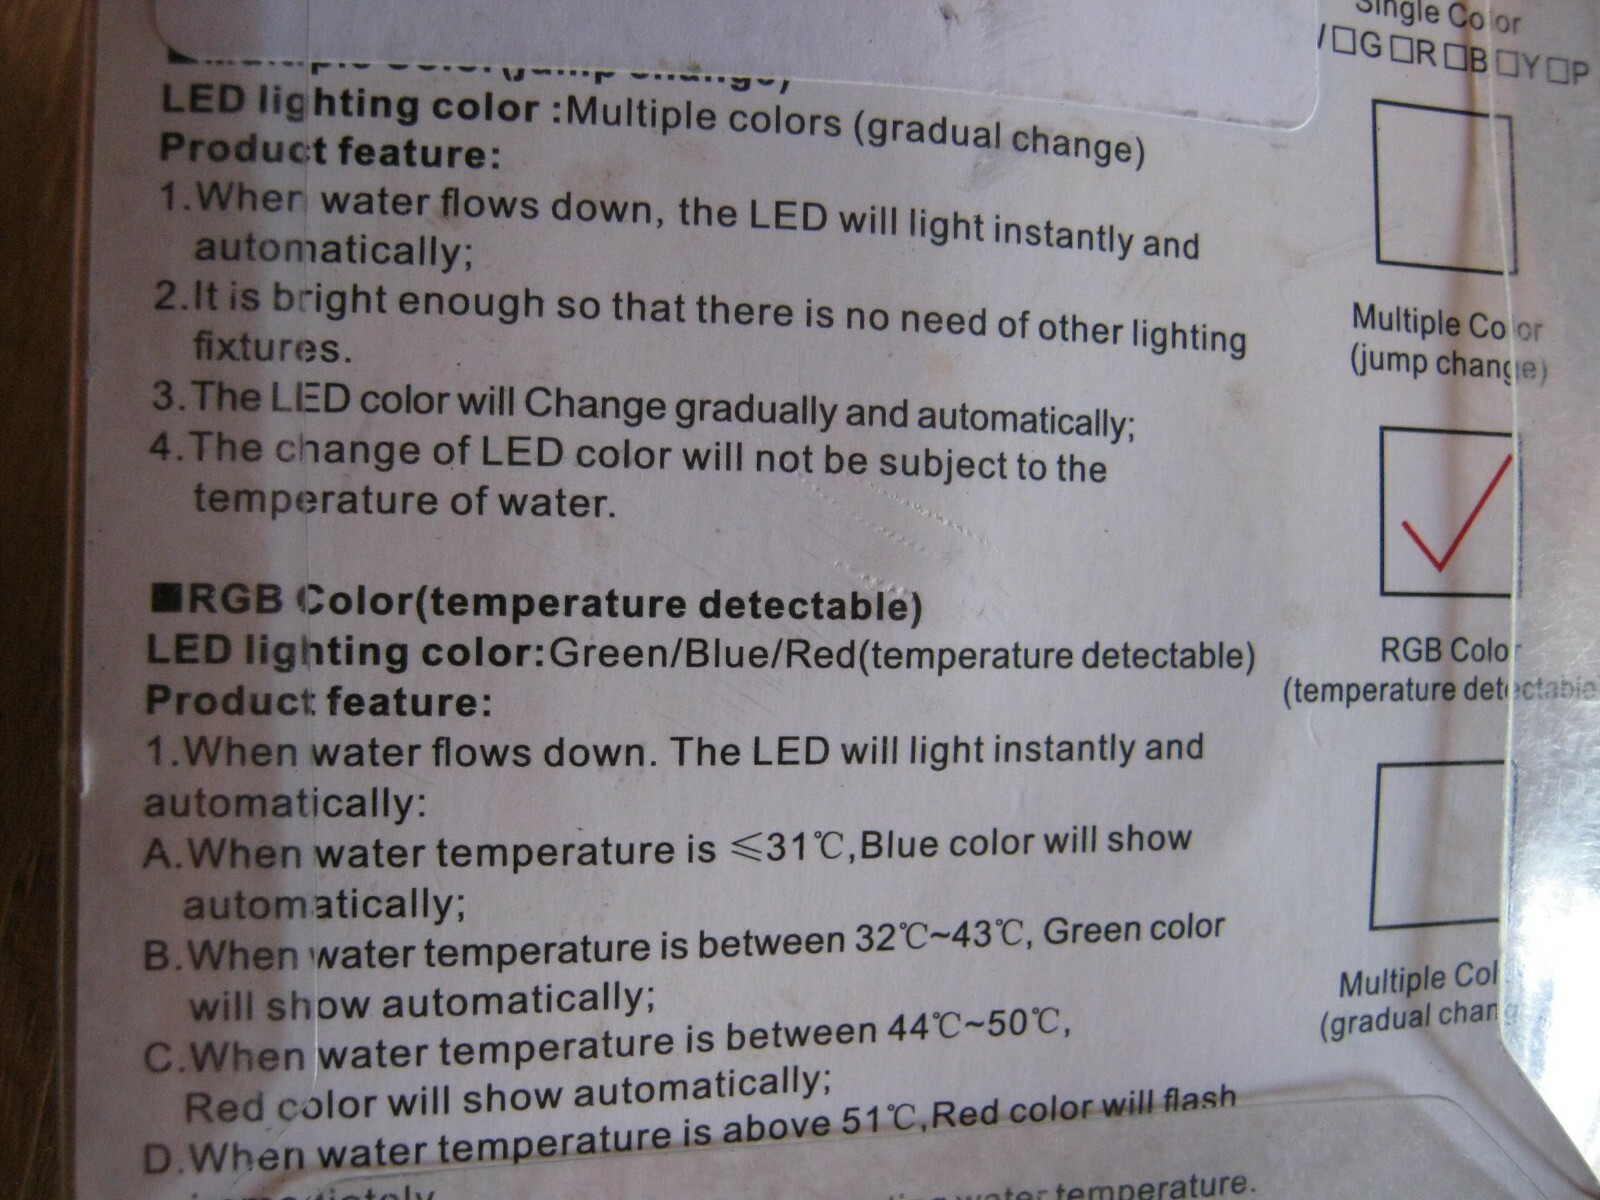 LED lighting color :Multiple colors (gradual change)
Product feature:
1.When water flows down, the LED will light instantly and
automatically;
2.It is bright enough so that there is no need of other lighting
fixtures.
3.The LED color will Change gradually and automatically;
4.The change of LED color will not be subject to the
temperature of water.
■RGB Color(temperature detectable)
LED lighting color:Green/Blue/Red(temperature detectable)
Product feature:
1.When water flows down. The LED will light instantly and
automatically:
A.When water temperature is ≤31℃,Blue color will show
automatically;
B.When water temperature is between 32℃~43℃, Green color
will show automatically;
C.When water temperature is between 44℃~50℃,
Red color will show automatically;
D.When water temperature is above 51℃,Red color will flash
water temperature.
Single Color
□G□R□B□Y□P
Multiple Color
(jump change)
RGB Color
(temperature detectable
Multiple Col
(gradual chang